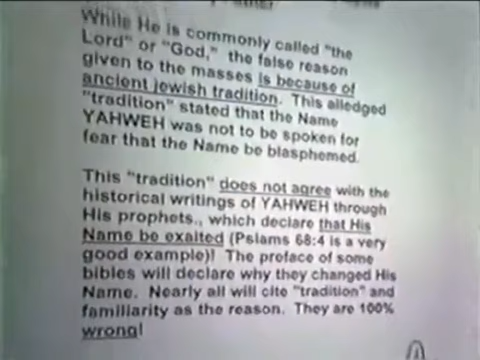 While He is commonly called "the
Lord" or "God," the false reason
given to the masses is because of
ancient jewish tradition. This alledged
"tradition" stated that the Name
YAHWEH was not to be spoken for
fear that the Name be blasphemed.
This "tradition" does not agree with the
historical writings of YAHWEH through
His prophets., which declare that His
Name be exalted (Pslams 68:4 is a very
good example)! The preface of some
bibles will declare why they changed His
Name. Nearly all will cite "tradition" and
familiarity as the reason. They are 100%
wrong!